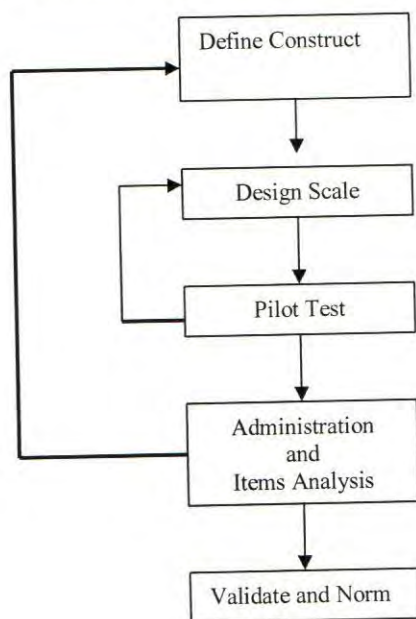 Define Construct
Design Scale
Pilot Test
Administration
and
Items Analysis
Validate and Norm